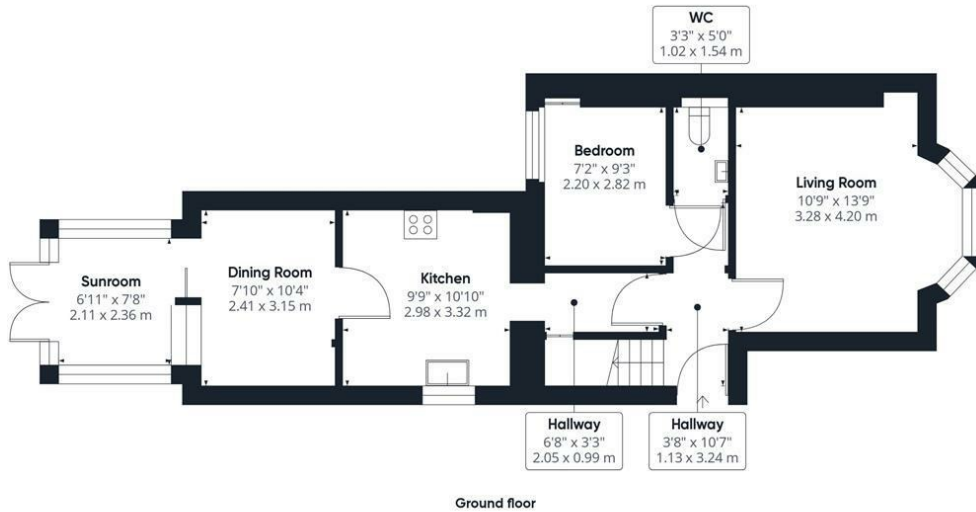 WC
3'3" x 5'0"
1.02 x 1.54 m
Bedroom
7'2" x 9'3"
2.20 x 2.82 m
Living Room
10'9" x 13'9"
3.28 x 4.20 m
Sunroom
6'11" x 7'8"
2.11 x 2.36 m
Dining Room
7'10" x 10'4"
2.41 x 3.15 m
Kitchen
9'9" x 10'10"
2.98 x 3.32 m
Hallway
6'8" x 3'3"
2.05 x 0.99 m
Hallway
3'8" x 10'7"
1.13 x 3.24 m
Ground floor